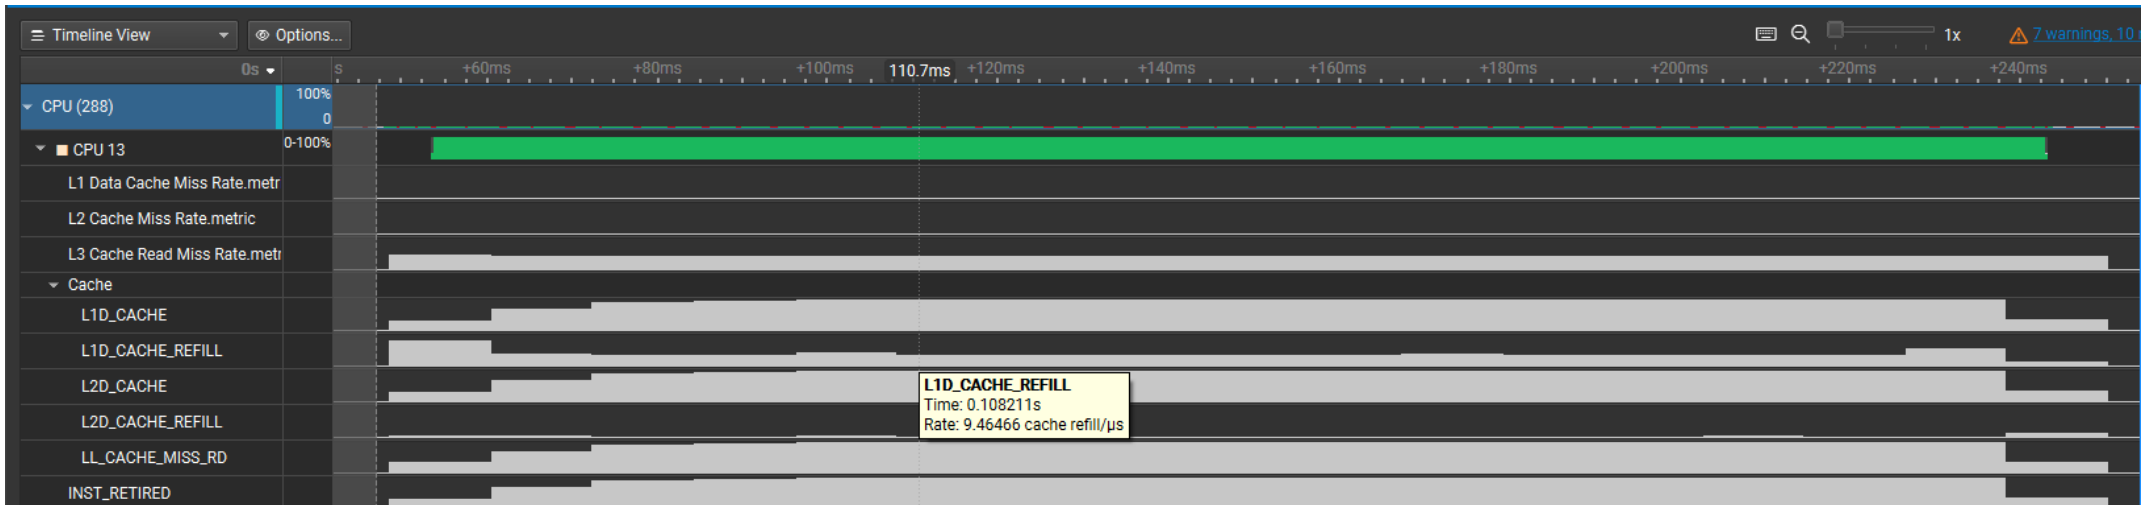 Timeline View Options... 1x 7 warnings, 10
0s s +60ms +80ms +100ms 110.7ms +120ms +140ms +160ms +180ms +200ms +220ms +240ms
CPU (288) 100%
0
CPU 13 0-100%
L1 Data Cache Miss Rate.metr
L2 Cache Miss Rate.metric
L3 Cache Read Miss Rate.metr
Cache
L1D_CACHE
L1D_CACHE_REFILL
L2D_CACHE
L1D_CACHE_REFILL
Time: 0.108211s
Rate: 9.46466 cache refill/µs
L2D_CACHE_REFILL
LL_CACHE_MISS_RD
INST_RETIRED